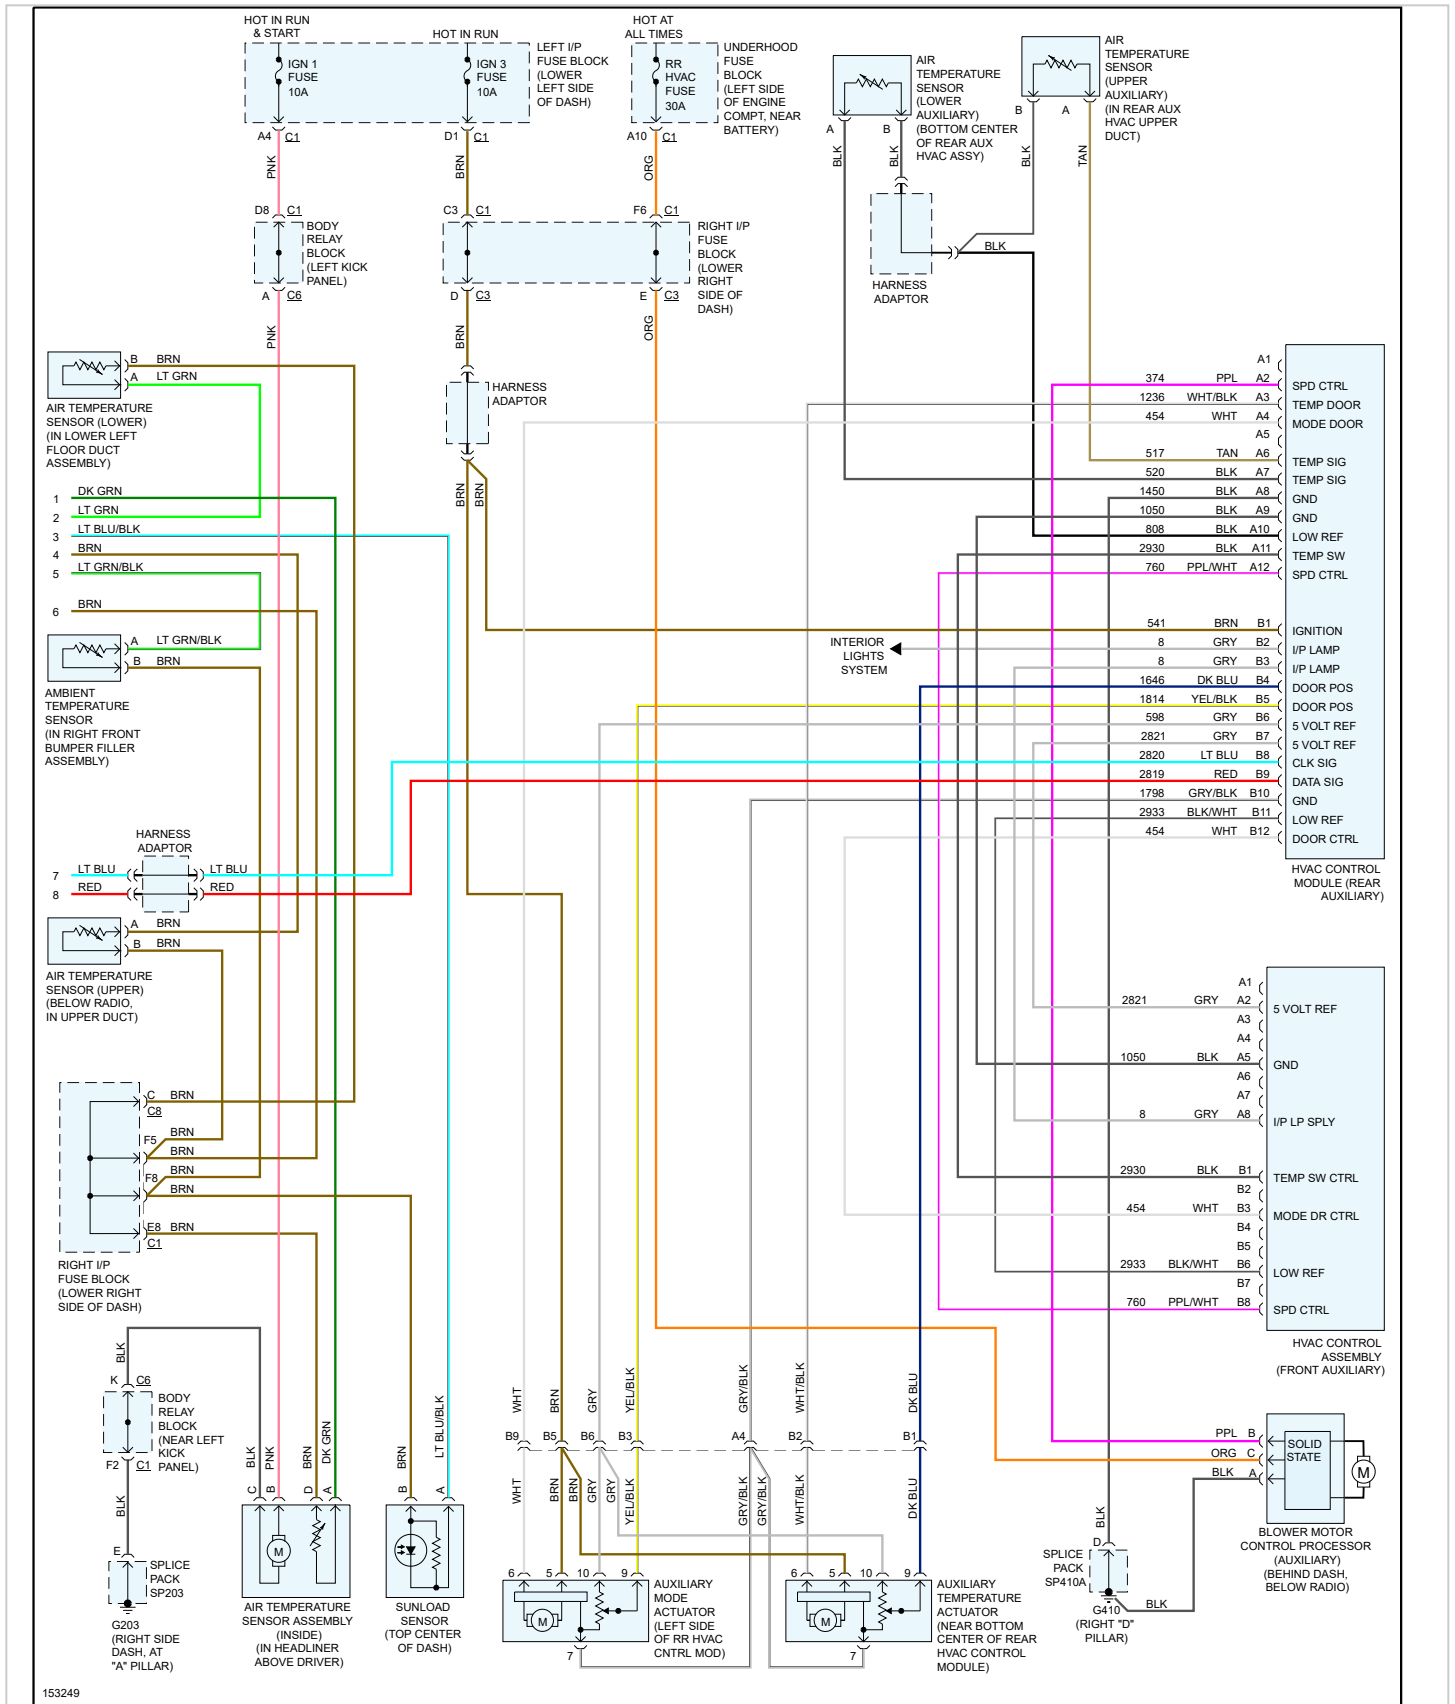 HOT IN RUN
& START
IGN 1
FUSE
10A
HOT IN RUN
IGN 3
FUSE
10A
LEFT I/P
FUSE BLOCK
(LOWER
LEFT SIDE
OF DASH)
HOT AT
ALL TIMES
RR
HVAC
FUSE
30A
UNDERHOOD
FUSE
BLOCK
(LEFT SIDE
OF ENGINE
COMPT, NEAR
BATTERY)
AIR
TEMPERATURE
SENSOR
(LOWER
AUXILIARY)
(BOTTOM CENTER
OF REAR AUX
HVAC ASSY)
AIR
TEMPERATURE
SENSOR
(UPPER
AUXILIARY)
(IN REAR AUX
HVAC UPPER
DUCT)
A4 C1
D1 C1
A10 C1
A
B
B
A
PNK
BRN
ORG
BLK
BLK
BLK
TAN
D8 C1
BODY
RELAY
BLOCK
(LEFT KICK
PANEL)
A C6
C3 C1
F6 C1
RIGHT I/P
FUSE
BLOCK
(LOWER
RIGHT
SIDE OF
DASH)
D C3
E C3
BLK
HARNESS
ADAPTOR
PNK
BRN
ORG
HARNESS
ADAPTOR
BRN
BRN
B BRN
A LT GRN
AIR TEMPERATURE
SENSOR (LOWER)
(IN LOWER LEFT
FLOOR DUCT
ASSEMBLY)
1 DK GRN
2 LT GRN
3 LT BLU/BLK
4 BRN
5 LT GRN/BLK
6 BRN
A LT GRN/BLK
B BRN
AMBIENT
TEMPERATURE
SENSOR
(IN RIGHT FRONT
BUMPER FILLER
ASSEMBLY)
HARNESS
ADAPTOR
7 LT BLU LT BLU
8 RED RED
A BRN
B BRN
AIR TEMPERATURE
SENSOR (UPPER)
(BELOW RADIO,
IN UPPER DUCT)
C BRN
C8
F5 BRN
BRN
F8 BRN
BRN
E8 BRN
C1
RIGHT I/P
FUSE BLOCK
(LOWER RIGHT
SIDE OF DASH)
A1
374 PPL A2 SPD CTRL
1236 WHT/BLK A3 TEMP DOOR
454 WHT A4 MODE DOOR
A5
517 TAN A6 TEMP SIG
520 BLK A7 TEMP SIG
1450 BLK A8 GND
1050 BLK A9 GND
808 BLK A10 LOW REF
2930 BLK A11 TEMP SW
760 PPL/WHT A12 SPD CTRL
541 BRN B1 IGNITION
INTERIOR
LIGHTS
SYSTEM
8 GRY B2 I/P LAMP
8 GRY B3 I/P LAMP
1646 DK BLU B4 DOOR POS
1814 YEL/BLK B5 DOOR POS
598 GRY B6 5 VOLT REF
2821 GRY B7 5 VOLT REF
2820 LT BLU B8 CLK SIG
2819 RED B9 DATA SIG
1798 GRY/BLK B10 GND
2933 BLK/WHT B11 LOW REF
454 WHT B12 DOOR CTRL
HVAC CONTROL
MODULE (REAR
AUXILIARY)
A1
2821 GRY A2 5 VOLT REF
A3
A4
1050 BLK A5 GND
A6
A7
8 GRY A8 I/P LP SPLY
2930 BLK B1 TEMP SW CTRL
B2
454 WHT B3 MODE DR CTRL
B4
B5
2933 BLK/WHT B6 LOW REF
B7
760 PPL/WHT B8 SPD CTRL
HVAC CONTROL
ASSEMBLY
(FRONT AUXILIARY)
BLK
K C6
BODY
RELAY
BLOCK
(NEAR LEFT
KICK
PANEL)
F2 C1
BLK
E
SPLICE
PACK
SP203
G203
(RIGHT SIDE
DASH, AT
"A" PILLAR)
BLK
PNK
BRN
DK GRN
C
B
D
A
M
AIR TEMPERATURE
SENSOR ASSEMBLY
(INSIDE)
(IN HEADLINER
ABOVE DRIVER)
BRN
LT BLU/BLK
B
A
SUNLOAD
SENSOR
(TOP CENTER
OF DASH)
WHT
BRN
GRY
YEL/BLK
GRY/BLK
WHT/BLK
DK BLU
B9
B5
B6
B3
A4
B2
B1
WHT
BRN
BRN
GRY
GRY
YEL/BLK
GRY/BLK
GRY/BLK
WHT/BLK
DK BLU
6
5
10
9
M
7
AUXILIARY
MODE
ACTUATOR
(LEFT SIDE
OF RR HVAC
CNTRL MOD)
6
5
10
9
M
7
AUXILIARY
TEMPERATURE
ACTUATOR
(NEAR BOTTOM
CENTER OF REAR
HVAC CONTROL
MODULE)
BLK
D
SPLICE
PACK
SP410A
G410
(RIGHT "D"
PILLAR)
BLK
PPL B
ORG C
BLK A
SOLID
STATE
M
BLOWER MOTOR
CONTROL PROCESSOR
(AUXILIARY)
(BEHIND DASH,
BELOW RADIO)
153249